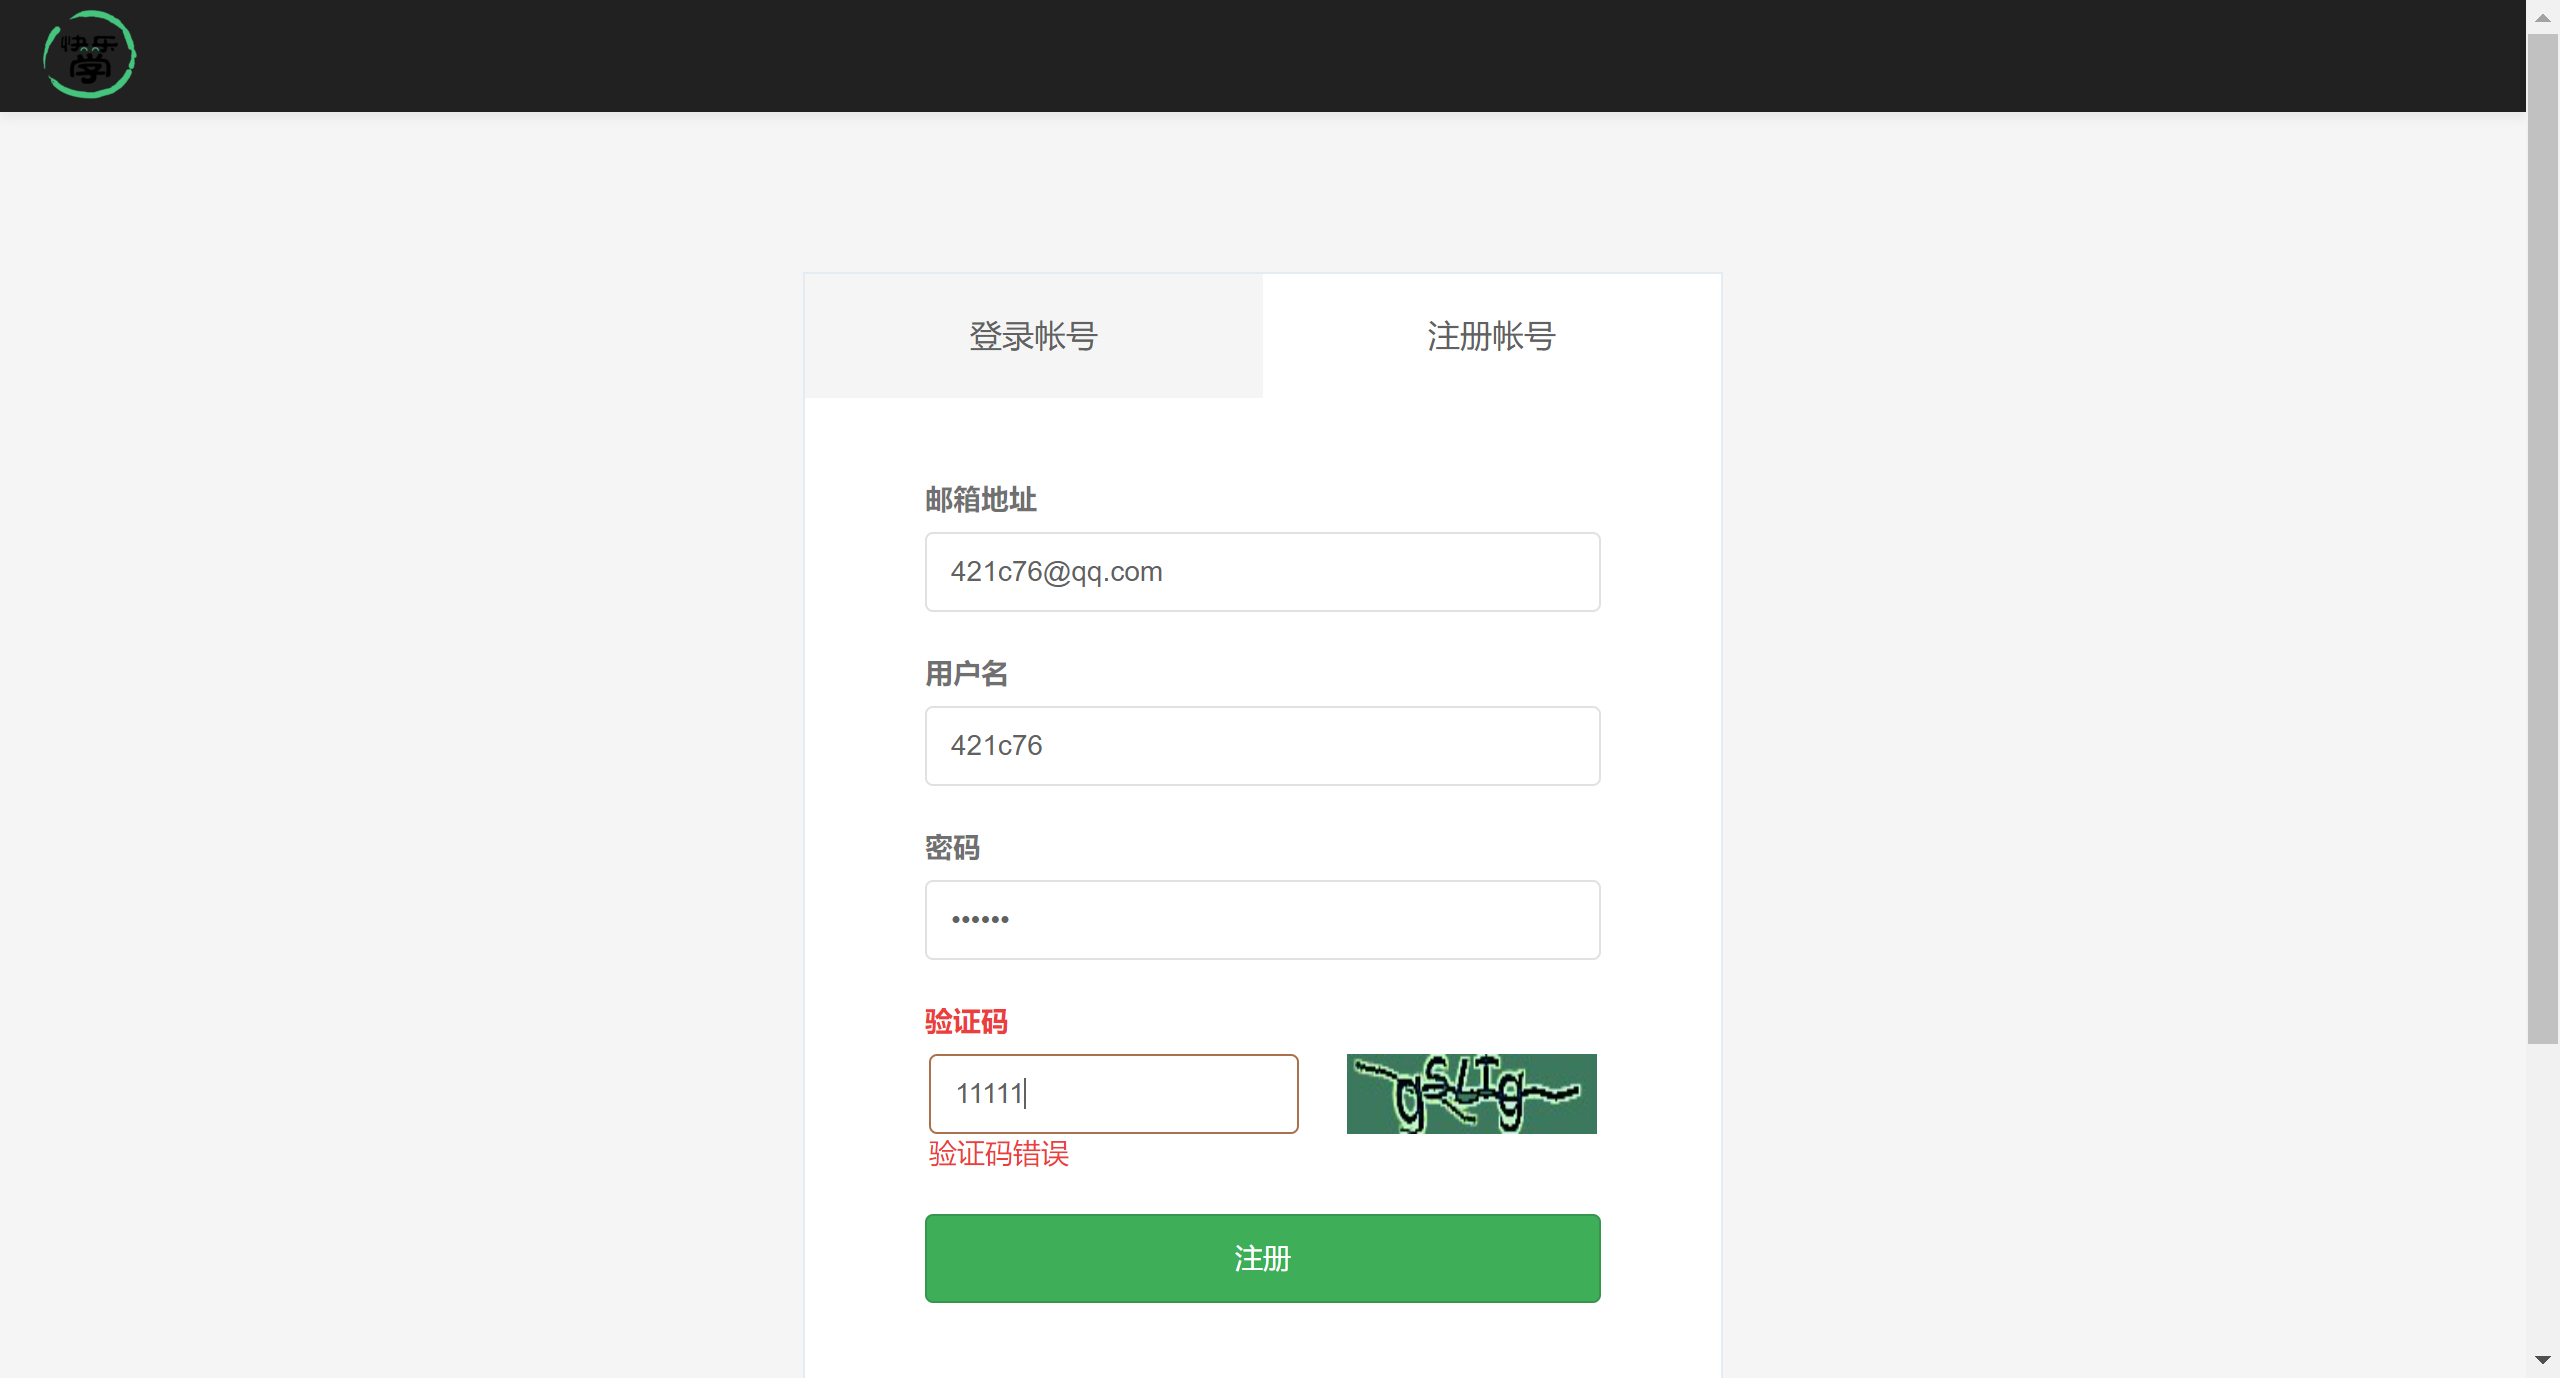 快乐
学
登录帐号
注册帐号
邮箱地址
421c76@qq.com
用户名
421c76
密码
••••••
验证码
11111
验证码错误
注册